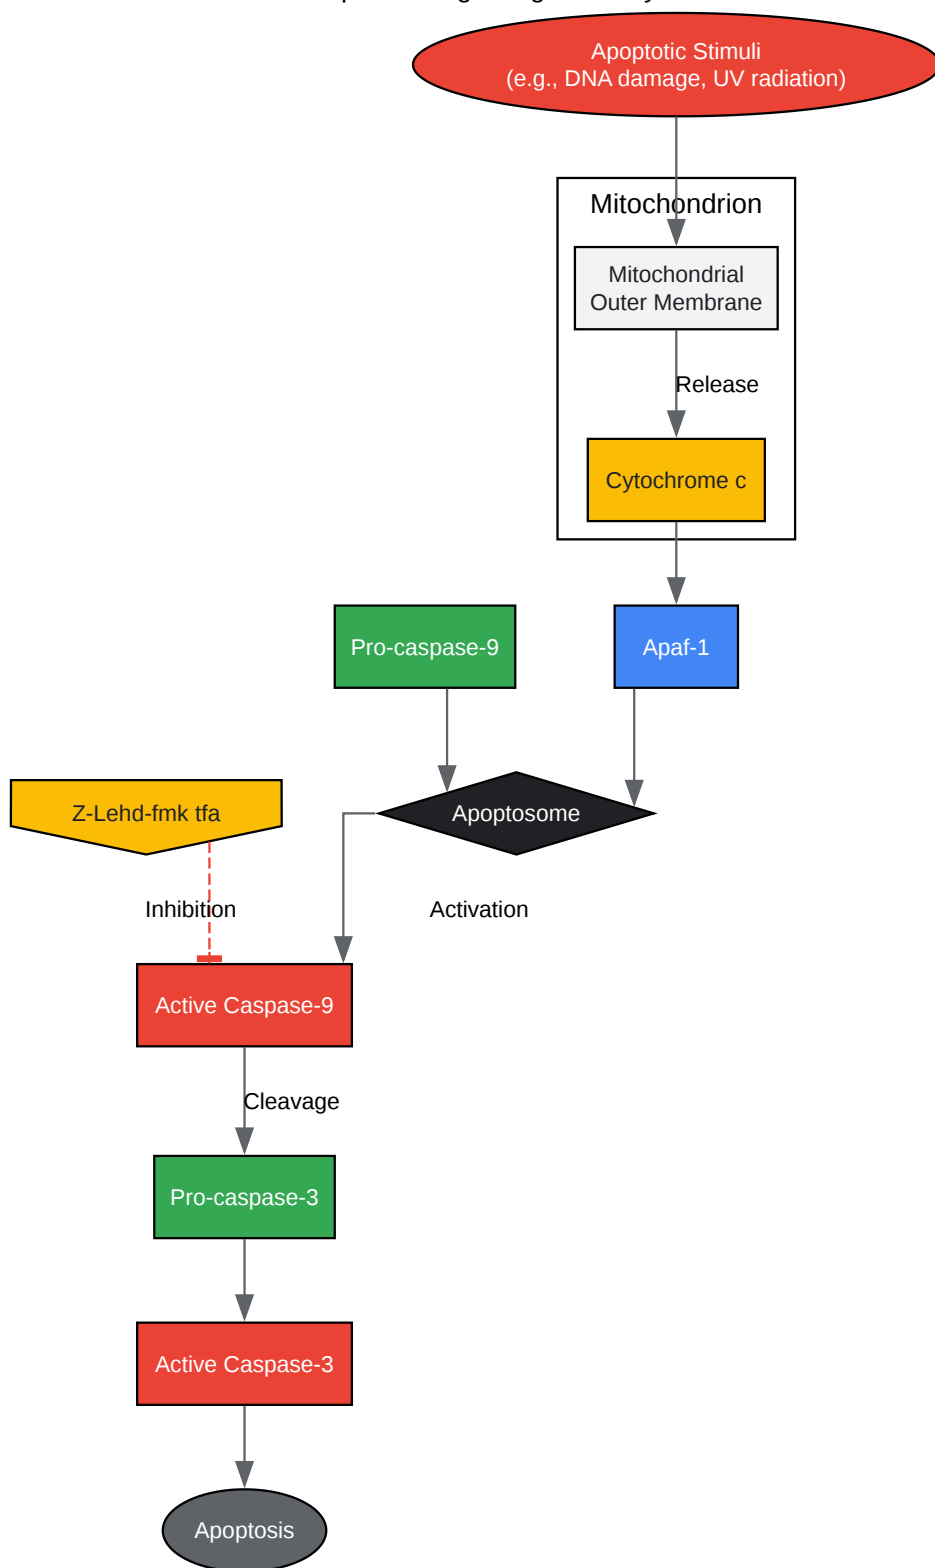 Apoptotic Stimuli
(e.g., DNA damage, UV radiation)
Mitochondrion
Mitochondrial
Outer Membrane
Release
Cytochrome c
Pro-caspase-9
Apaf-1
Z-Lehd-fmk tfa
Apoptosome
Inhibition
Activation
Active Caspase-9
Cleavage
Pro-caspase-3
Active Caspase-3
Apoptosis